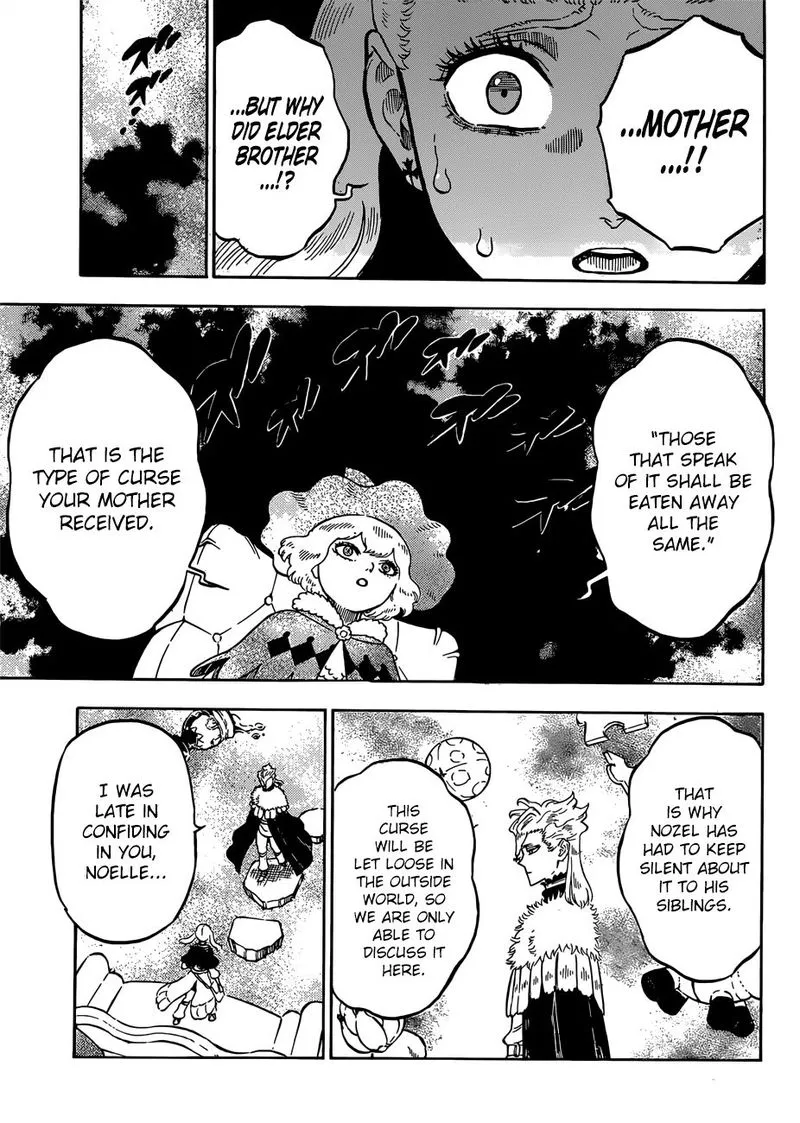 ...MOTHER
...!!
...BUT WHY
DID ELDER
BROTHER
...!?
ズズ
"THOSE
THAT SPEAK
OF IT SHALL BE
EATEN AWAY
ALL THE
SAME."
THAT IS THE
TYPE OF CURSE
YOUR MOTHER
RECEIVED.
THAT
IS WHY
NOZEL HAS
HAD TO KEEP
SILENT ABOUT
IT TO HIS
SIBLINGS.
THIS
CURSE
WILL BE
LET LOOSE IN
THE OUTSIDE
WORLD, SO
WE ARE ONLY
ABLE TO
DISCUSS IT
HERE.
I WAS
LATE IN
CONFIDING
IN YOU,
NOELLE...